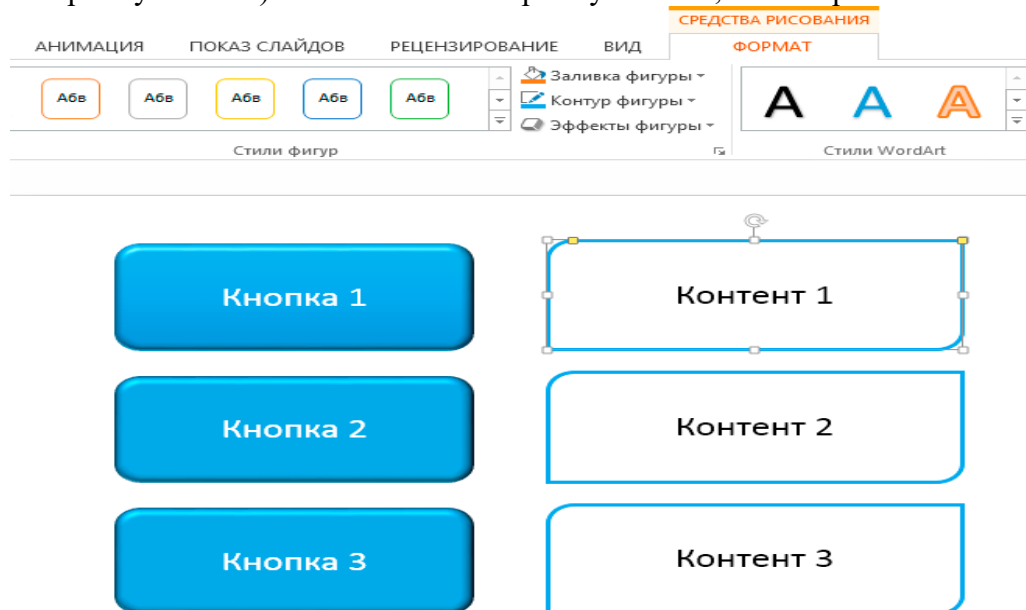 СРЕДСТВА РИСОВАНИЯ
АНИМАЦИЯ ПОКАЗ СЛАЙДОВ РЕЦЕНЗИРОВАНИЕ ВИД ФОРМАТ
Абв Абв Абв Абв Абв
Заливка фигуры
Контур фигуры
Эффекты фигуры
A A A
Стили фигур Стили WordArt
Кнопка 1 Контент 1
Кнопка 2 Контент 2
Кнопка 3 Контент 3